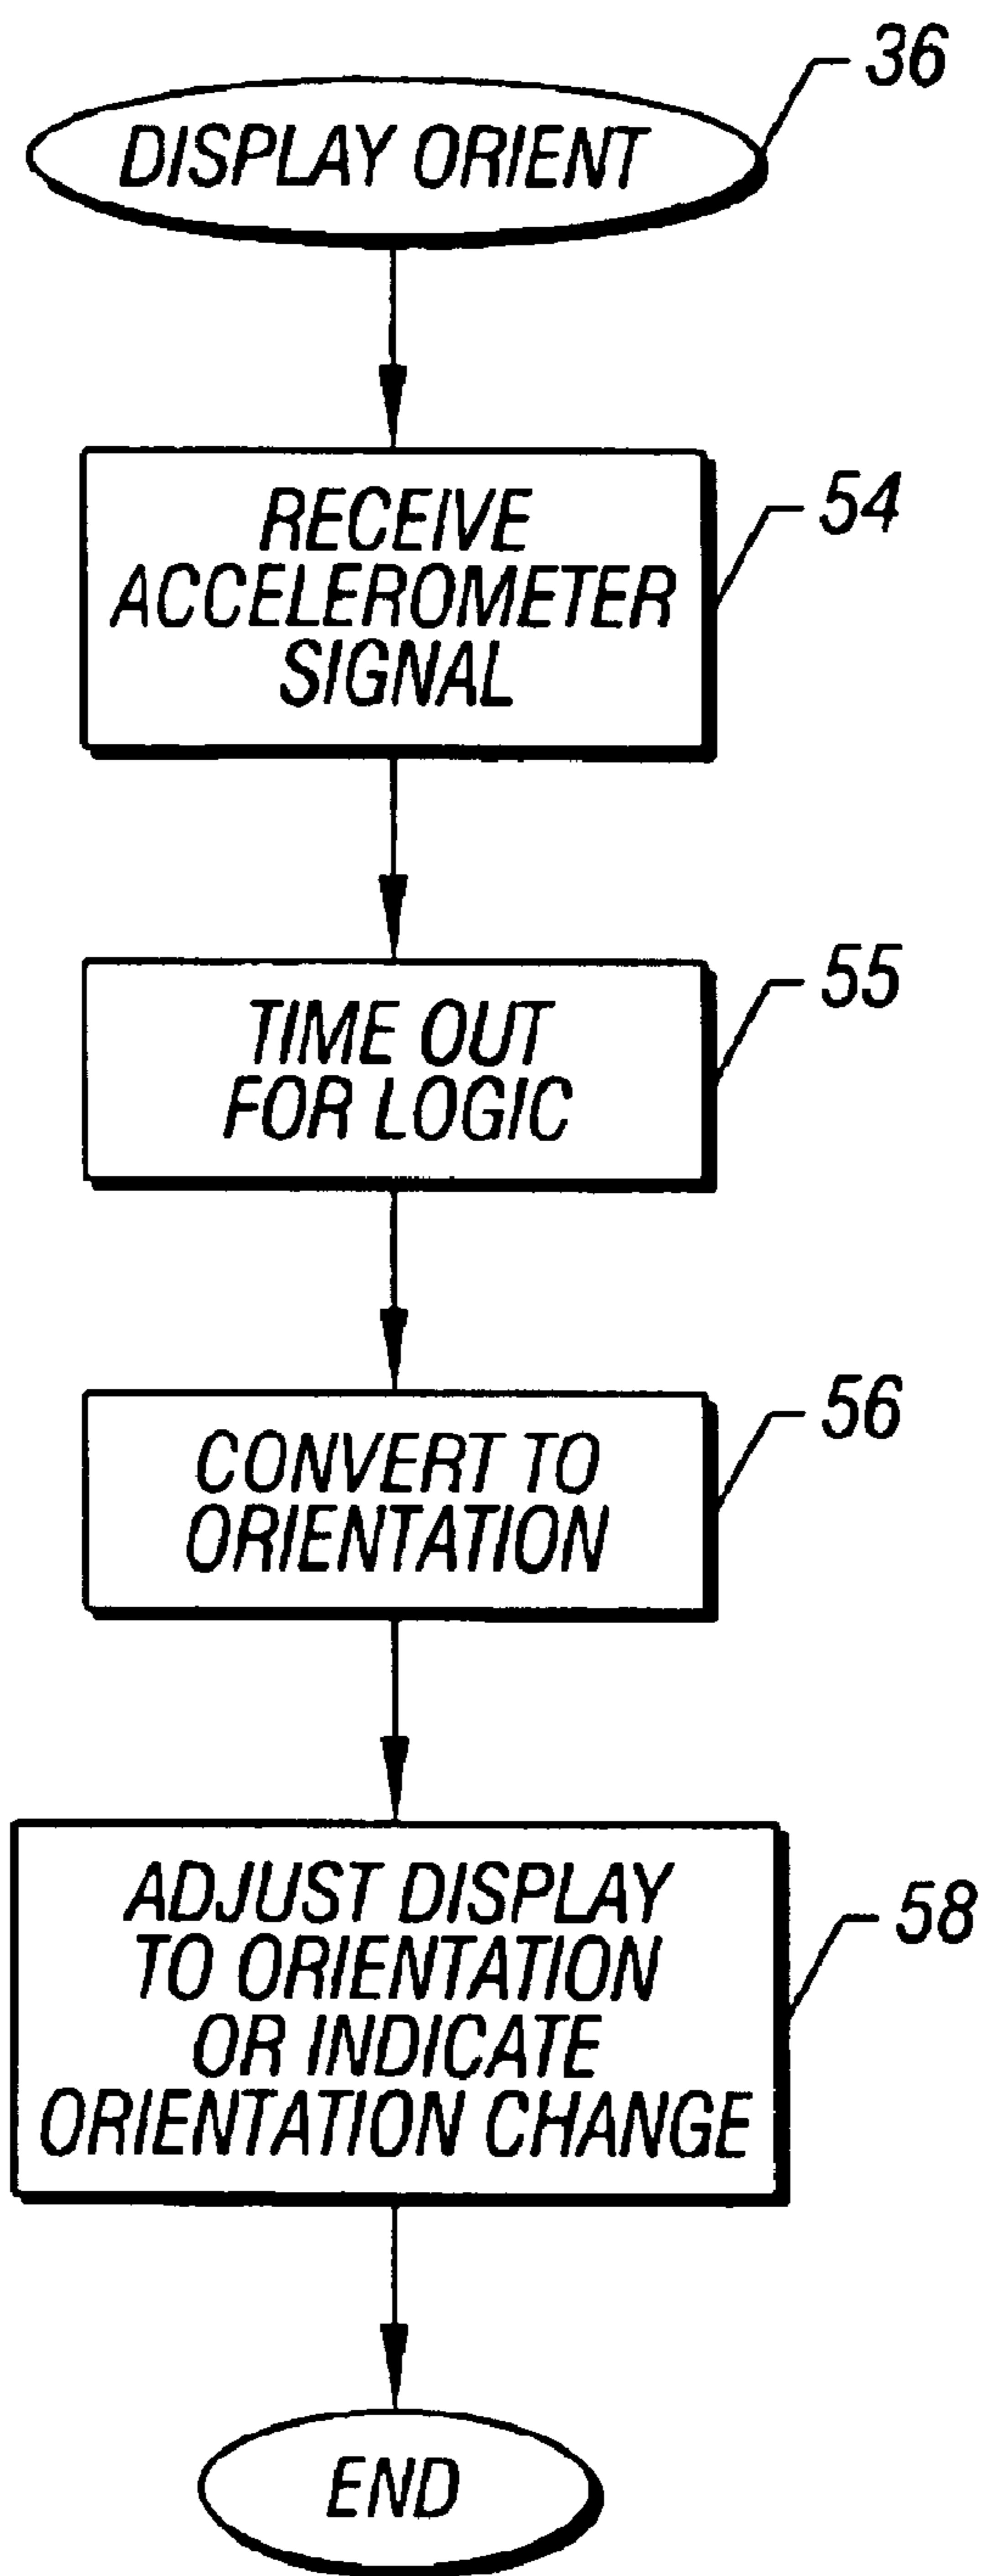 36
DISPLAY ORIENT
RECEIVE
ACCELEROMETER
SIGNAL
54
TIME OUT
FOR LOGIC
55
CONVERT TO
ORIENTATION
56
ADJUST DISPLAY
TO ORIENTATION
OR INDICATE
ORIENTATION CHANGE
58
END